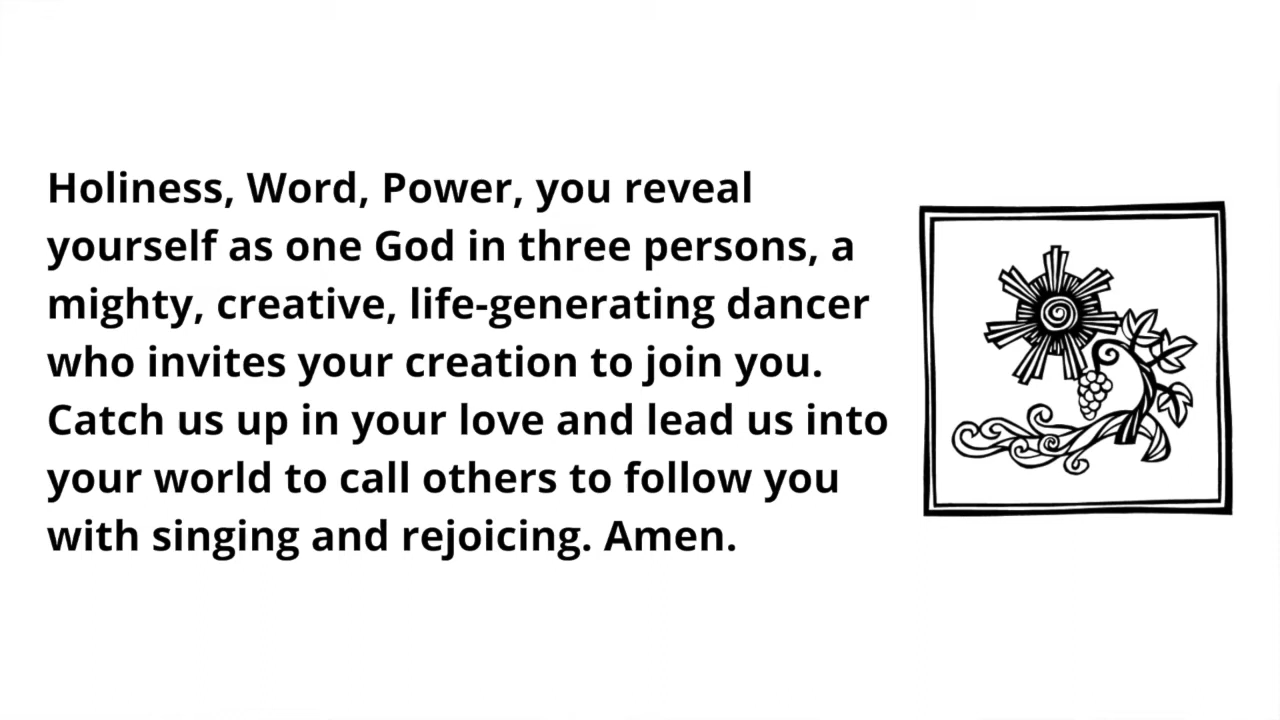 Holiness, Word, Power, you reveal
yourself as one God in three persons, a
mighty, creative, life-generating dancer
who invites your creation to join you.
Catch us up in your love and lead us into
your world to call others to follow you
with singing and rejoicing. Amen.